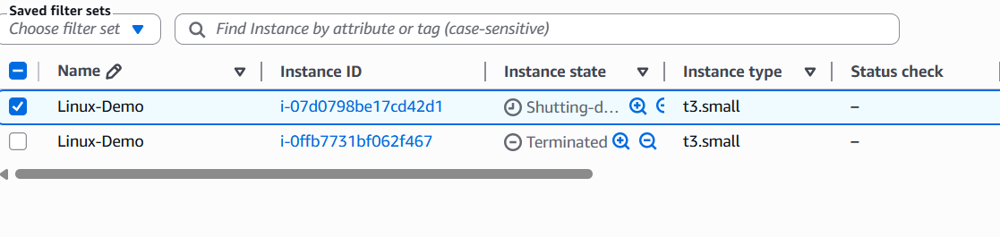 Saved filter sets
Choose filter set Find Instance by attribute or tag (case-sensitive)
Name Instance ID Instance state Instance type Status check
Linux-Demo i-07d0798be17cd42d1 Shutting-d... t3.small –
Linux-Demo i-0ffb7731bf062f467 Terminated t3.small –